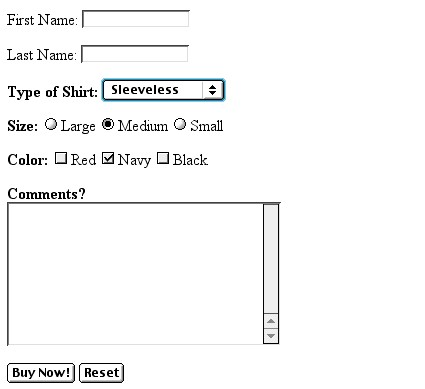 First Name:
Last Name:
Type of Shirt: Sleeveless
Size: Large Medium Small
Color: Red Navy Black
Comments?
Buy Now! Reset